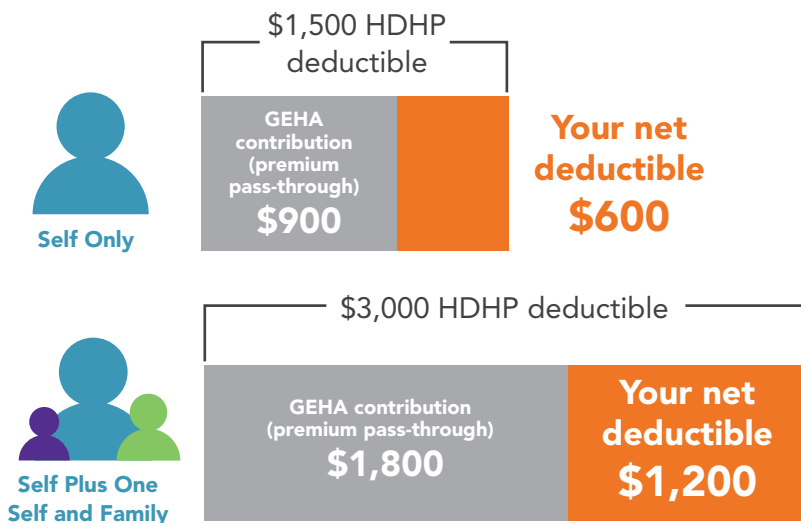 $1,500 HDHP
deductible
GEHA
contribution
(premium
pass-through)
$900
Your net
deductible
$600
Self Only
$3,000 HDHP deductible
GEHA contribution
(premium pass-through)
$1,800
Your net
deductible
$1,200
Self Plus One
Self and Family